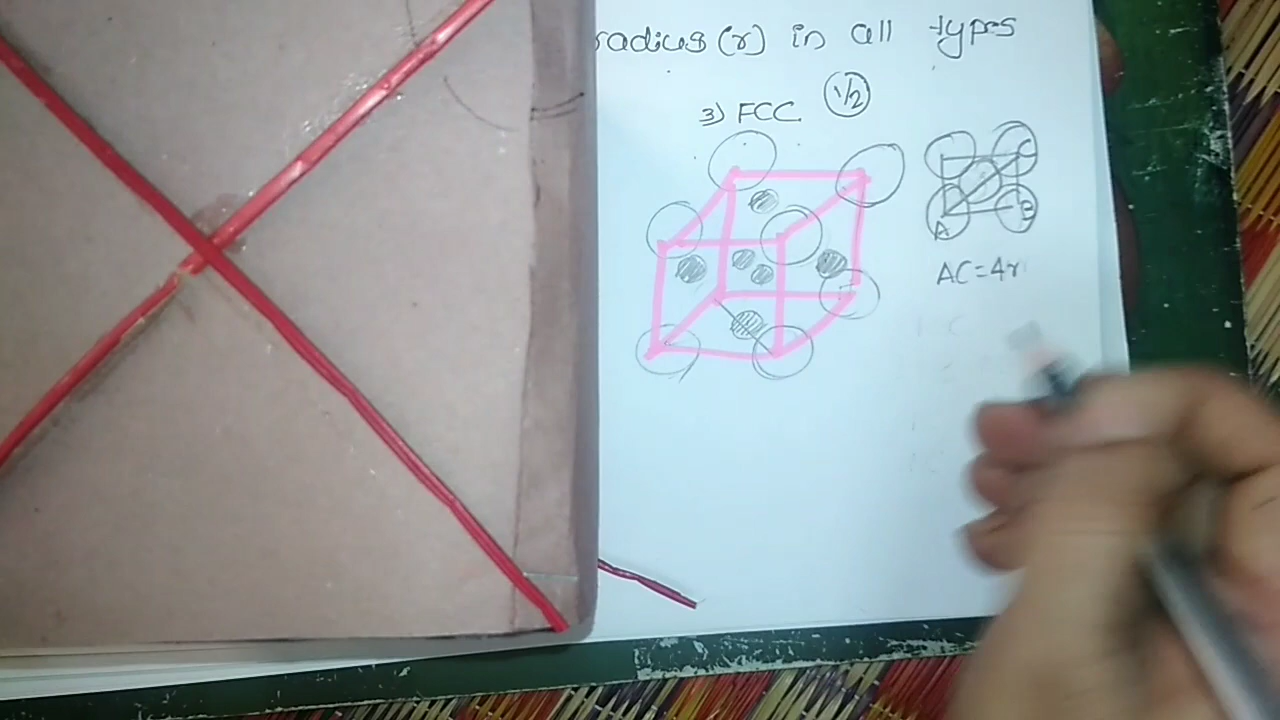 radius (r) in all types
3) FCC 1/2
C
A B
AC=4r